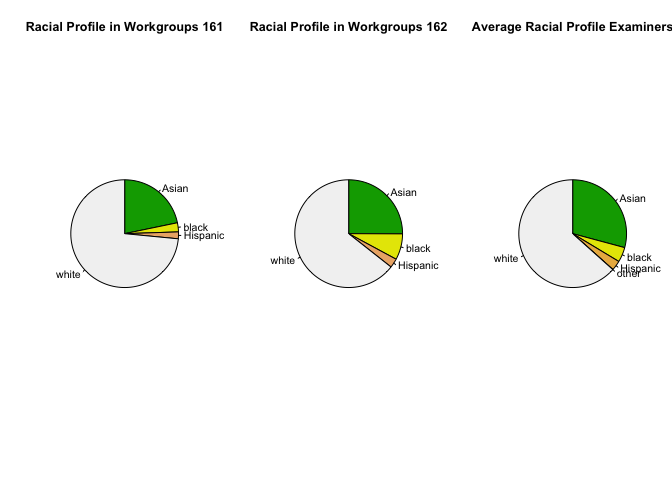 Racial Profile in Workgroups 161
Asian
black
Hispanic
white
Racial Profile in Workgroups 162
Asian
black
Hispanic
white
Average Racial Profile Examiners
Asian
black
Hispanic
other
white